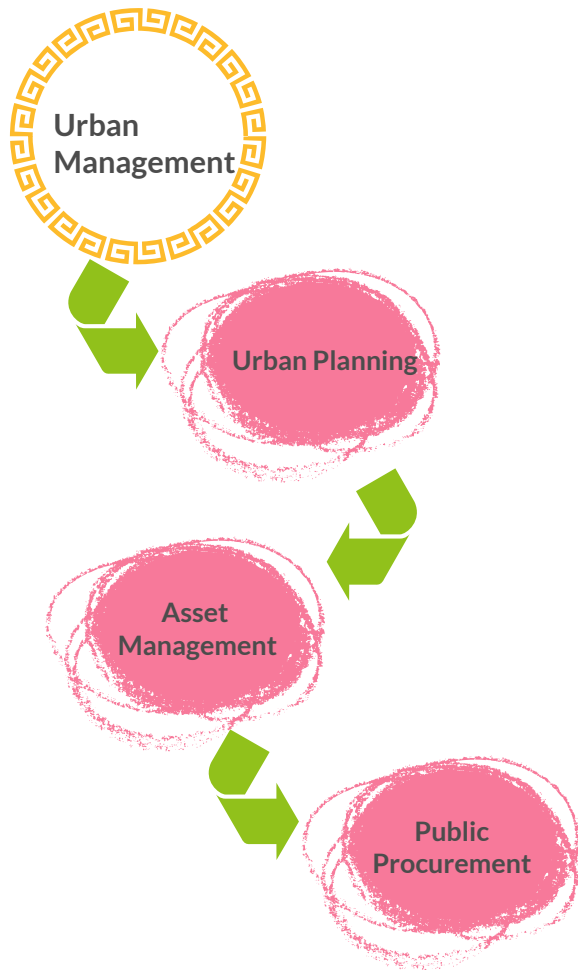 Urban
Management
Urban Planning
Asset
Management
Public
Procurement